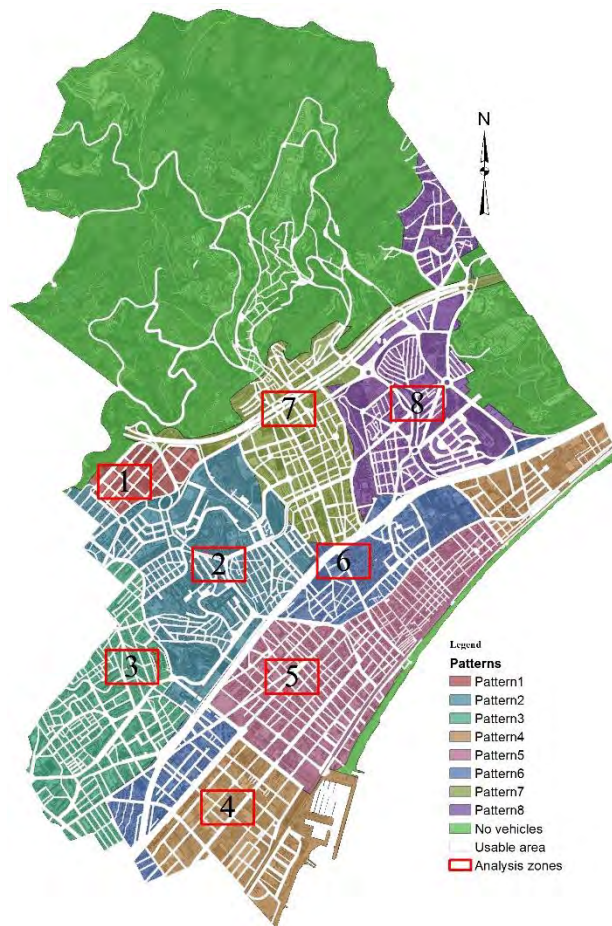 N
7
8
1
2
6
3
5
4
Legend
Patterns
Pattern1
Pattern2
Pattern3
Pattern4
Pattern5
Pattern6
Pattern7
Pattern8
No vehicles
Usable area
Analysis zones